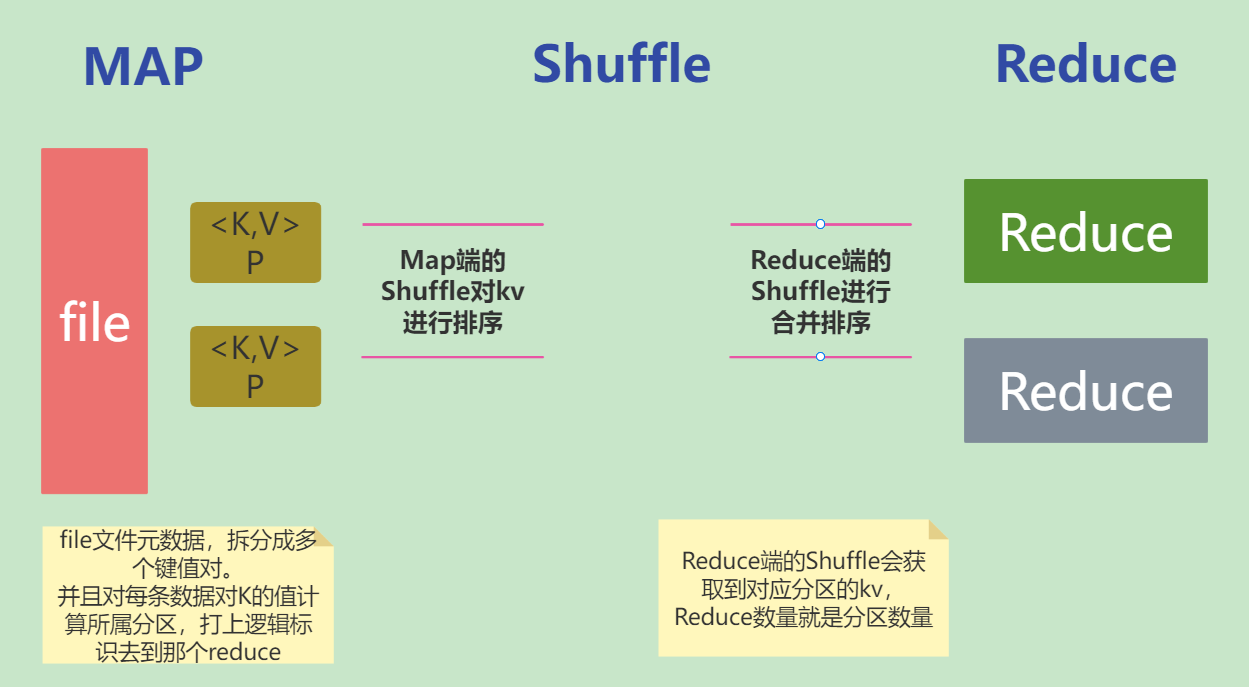 MAP
Shuffle
Reduce
file
<K,V>
P
<K,V>
P
Map端的
Shuffle对kv
进行排序
Reduce端的
Shuffle进行
合并排序
Reduce
Reduce
file文件元数据，拆分成多
个键值对。
并且对每条数据对K的值计
算所属分区，打上逻辑标
识去到那个reduce
Reduce端的Shuffle会获
取到对应分区的kv，
Reduce数量就是分区数量